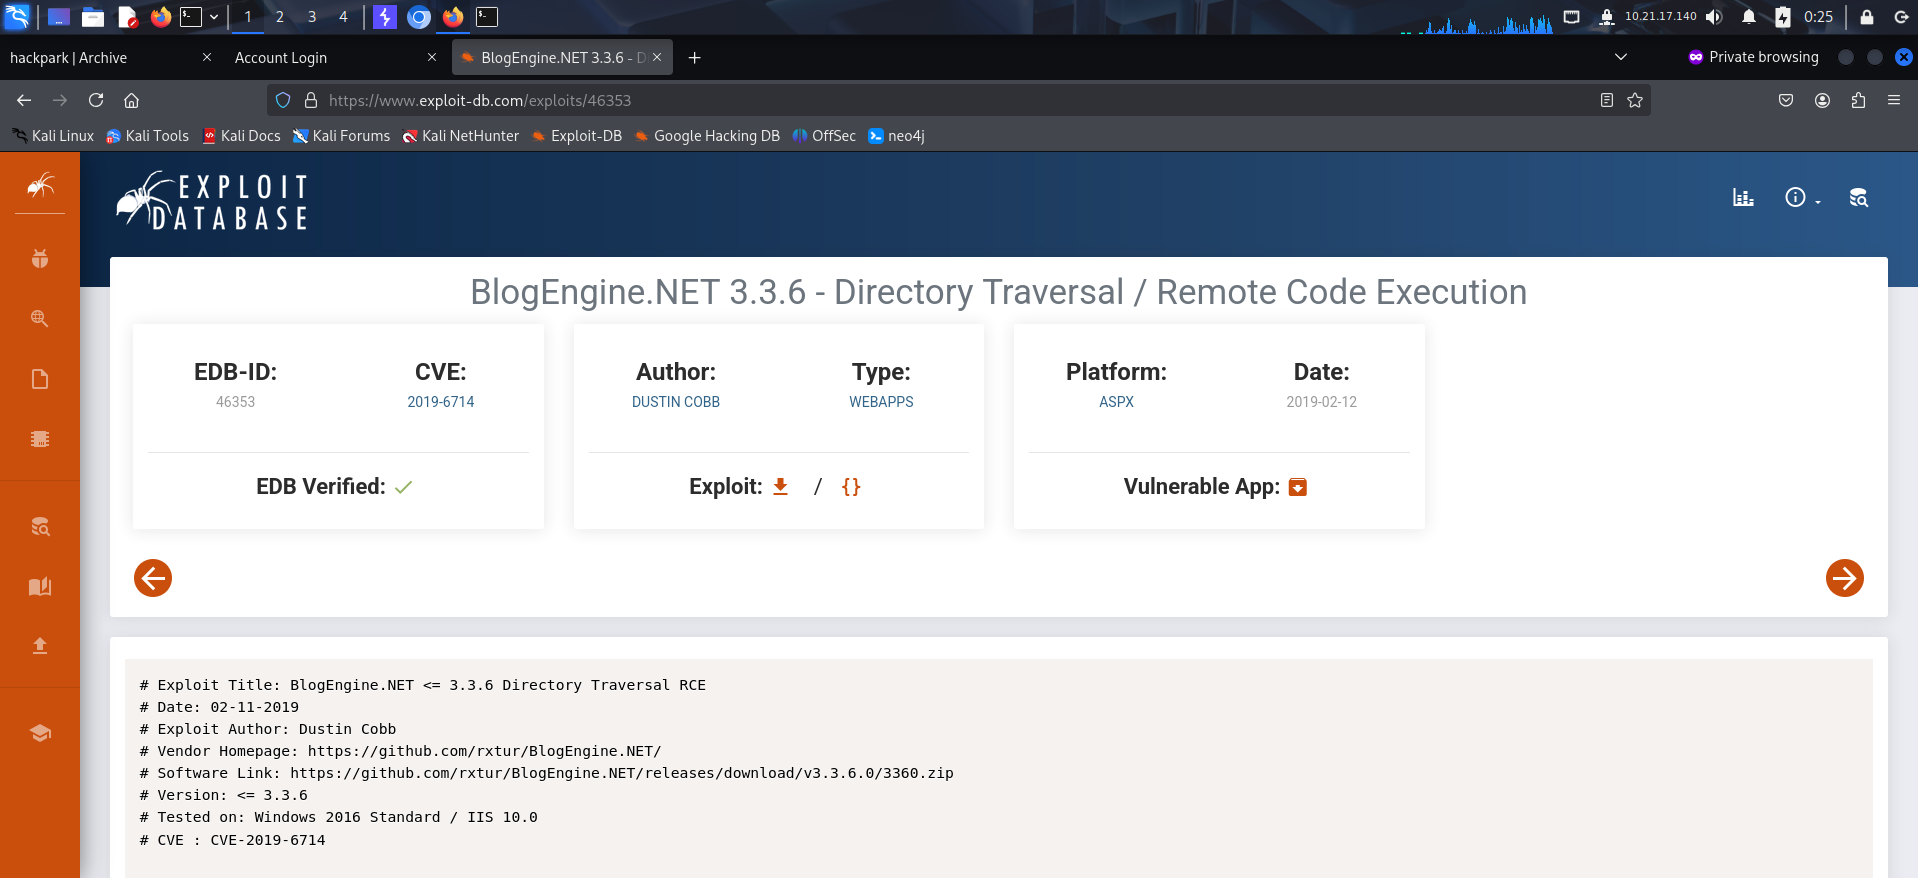 1 2 3 4 10.21.17.140 0:25
hackpark | Archive Account Login BlogEngine.NET 3.3.6 - D Private browsing
https://www.exploit-db.com/exploits/46353
Kali Linux Kali Tools Kali Docs Kali Forums Kali NetHunter Exploit-DB Google Hacking DB OffSec neo4j
EXPLOIT
DATABASE
BlogEngine.NET 3.3.6 - Directory Traversal / Remote Code Execution
EDB-ID: CVE: Author: Type: Platform: Date:
46353 2019-6714 DUSTIN COBB WEBAPPS ASPX 2019-02-12
EDB Verified: Exploit: / {} Vulnerable App:
# Exploit Title: BlogEngine.NET <= 3.3.6 Directory Traversal RCE
# Date: 02-11-2019
# Exploit Author: Dustin Cobb
# Vendor Homepage: https://github.com/rxtur/BlogEngine.NET/
# Software Link: https://github.com/rxtur/BlogEngine.NET/releases/download/v3.3.6.0/3360.zip
# Version: <= 3.3.6
# Tested on: Windows 2016 Standard / IIS 10.0
# CVE : CVE-2019-6714